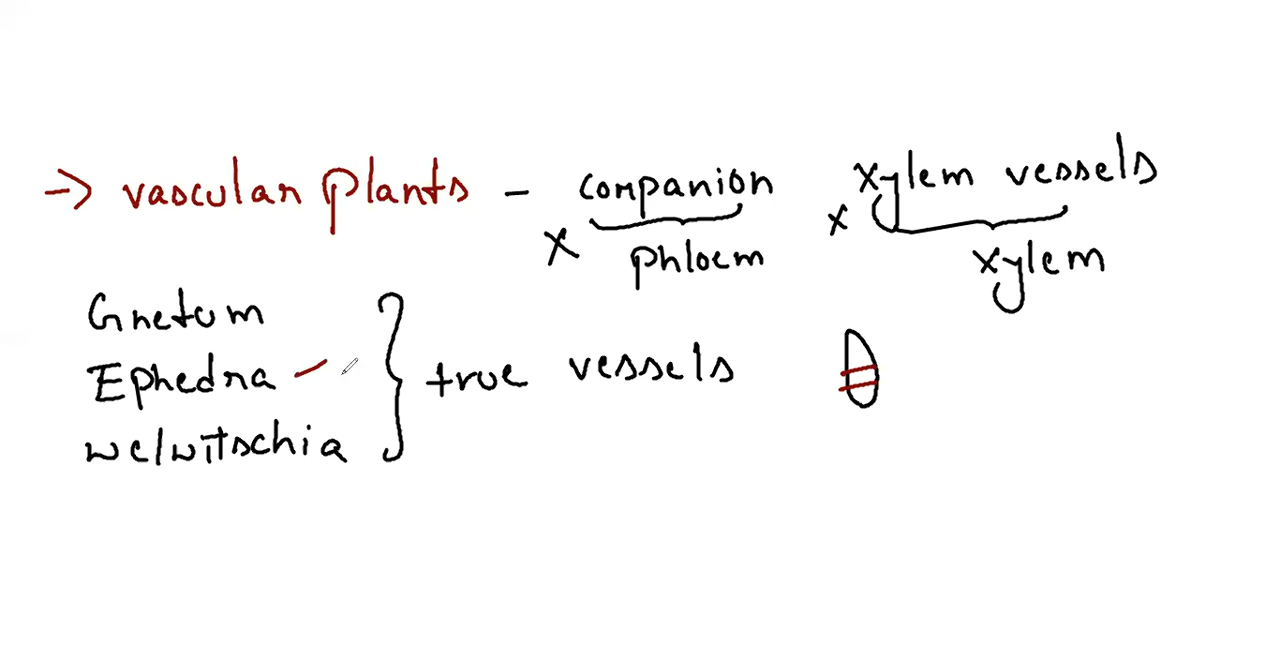 → vascular plants - companion xylem vessels
x phloem x xylem
Gnetum
Ephedra - } true vessels
welwitschia